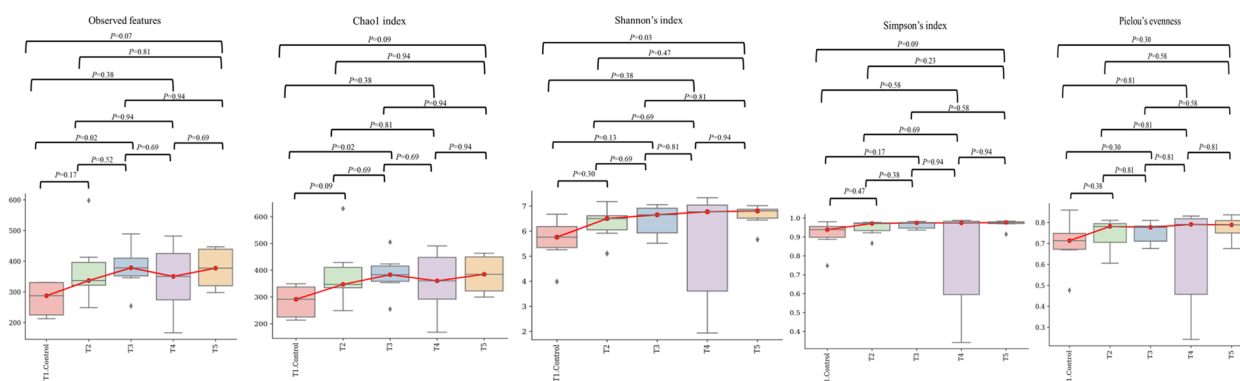 Observed features
P=0.07
P=0.81
P=0.38
P=0.94
P=0.94
P=0.02
P=0.69
P=0.69
P=0.52
P=0.17
600
500
400
300
200
T1.Control
T2
T3
T4
T5
Chao1 index
P=0.09
P=0.94
P=0.38
P=0.94
P=0.81
P=0.02
P=0.94
P=0.69
P=0.69
P=0.09
600
500
400
300
200
T1.Control
T2
T3
T4
T5
Shannon's index
P=0.03
P=0.47
P=0.38
P=0.81
P=0.69
P=0.13
P=0.94
P=0.81
P=0.69
P=0.30
7
6
5
4
3
2
T1.Control
T2
T3
T4
T5
Simpson's index
P=0.09
P=0.23
P=0.58
P=0.58
P=0.69
P=0.17
P=0.94
P=0.94
P=0.38
P=0.47
1.0
0.9
0.8
0.7
0.6
0.5
0.4
T1.Control
T2
T3
T4
T5
Pielou's evenness
P=0.30
P=0.58
P=0.81
P=0.58
P=0.81
P=0.30
P=0.81
P=0.81
P=0.81
P=0.38
0.8
0.7
0.6
0.5
0.4
0.3
T1.Control
T2
T3
T4
T5